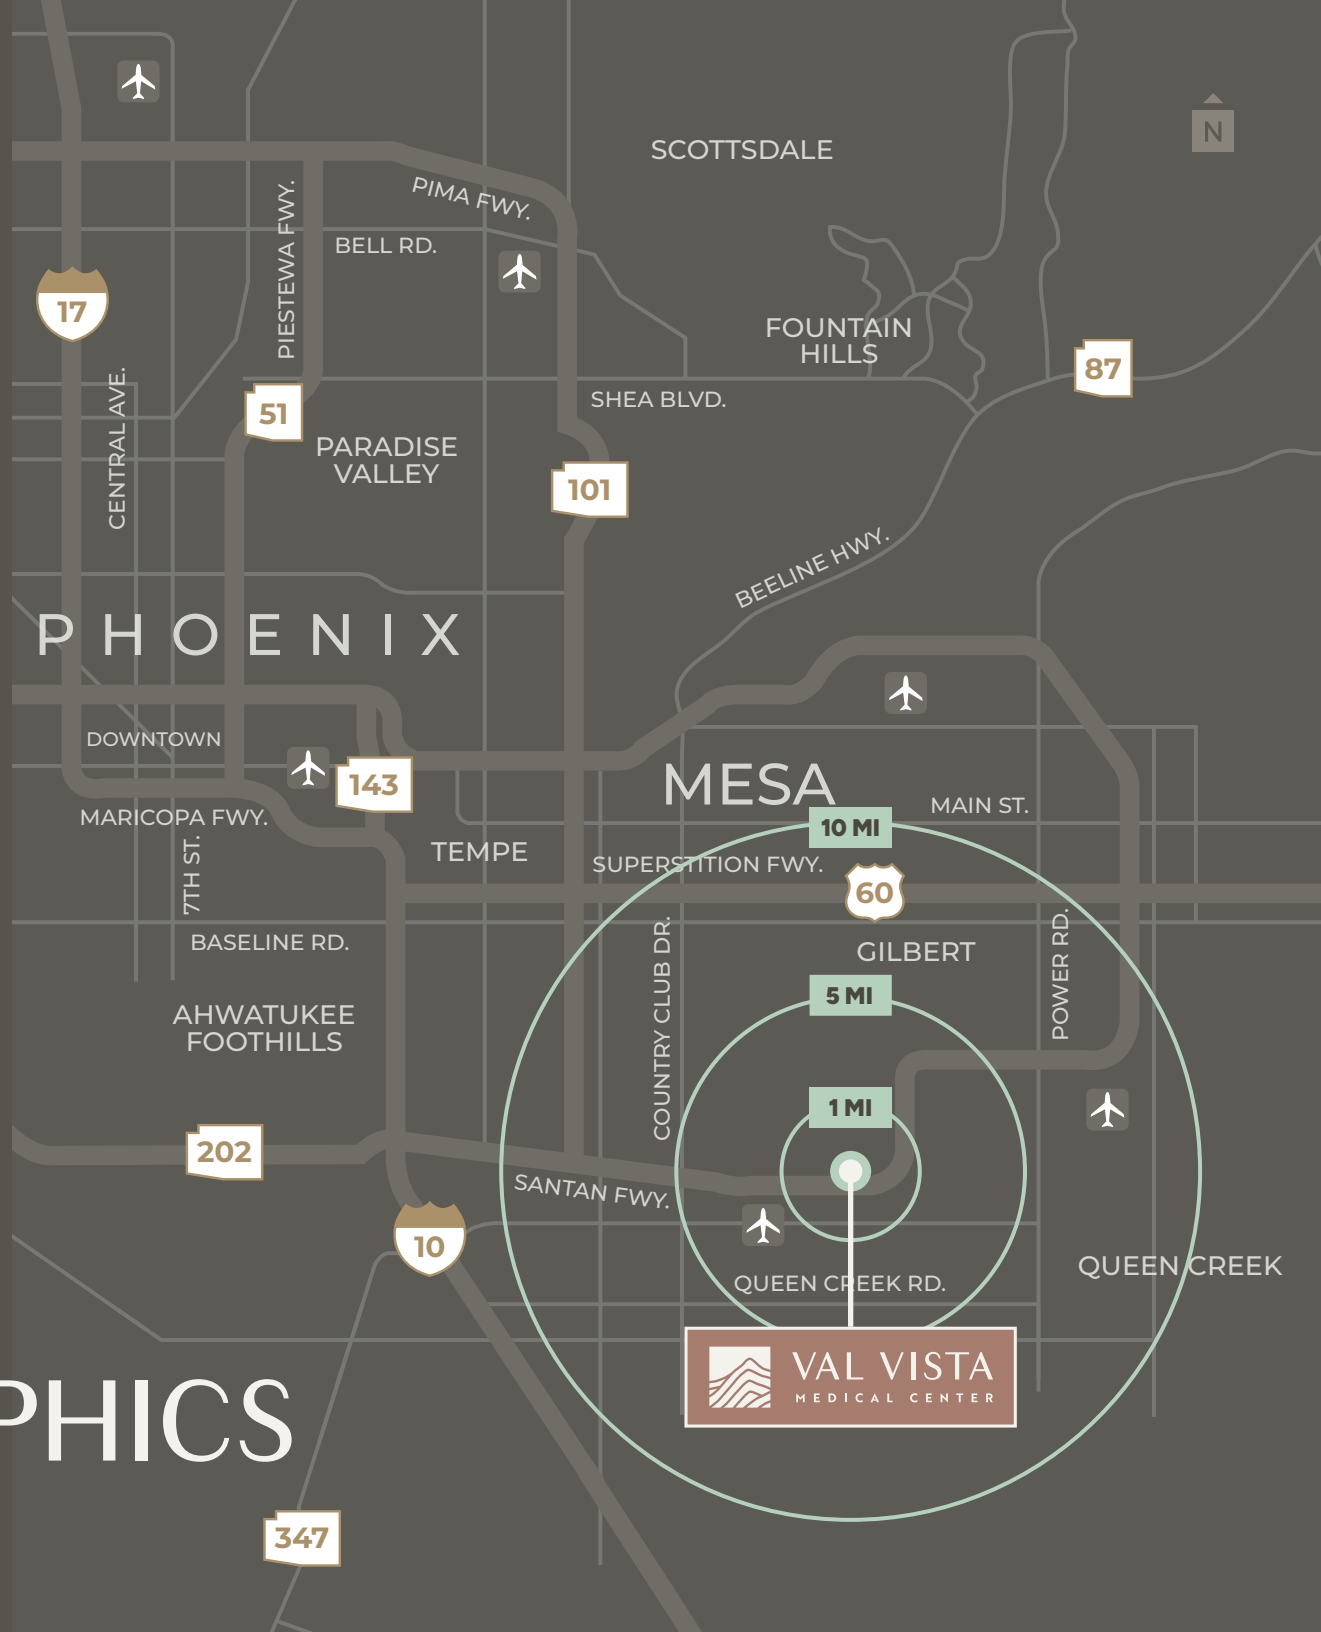 SCOTTSDALE
N
PIMA FWY.
PIESTEWA FWY.
BELL RD.
17
FOUNTAIN
HILLS
87
CENTRAL AVE.
51
SHEA BLVD.
PARADISE
VALLEY
101
BEELINE HWY.
PHOENIX
DOWNTOWN
143
MESA
MARICOPA FWY.
MAIN ST.
10 MI
7TH ST.
TEMPE
SUPERSTITION FWY.
60
BASELINE RD.
GILBERT
COUNTRY CLUB DR.
POWER RD.
5 MI
AHWATUKEE
FOOTHILLS
1 MI
202
SANTAN FWY.
10
QUEEN CREEK
QUEEN CREEK RD.
VAL VISTA
MEDICAL CENTER
PHICS
347